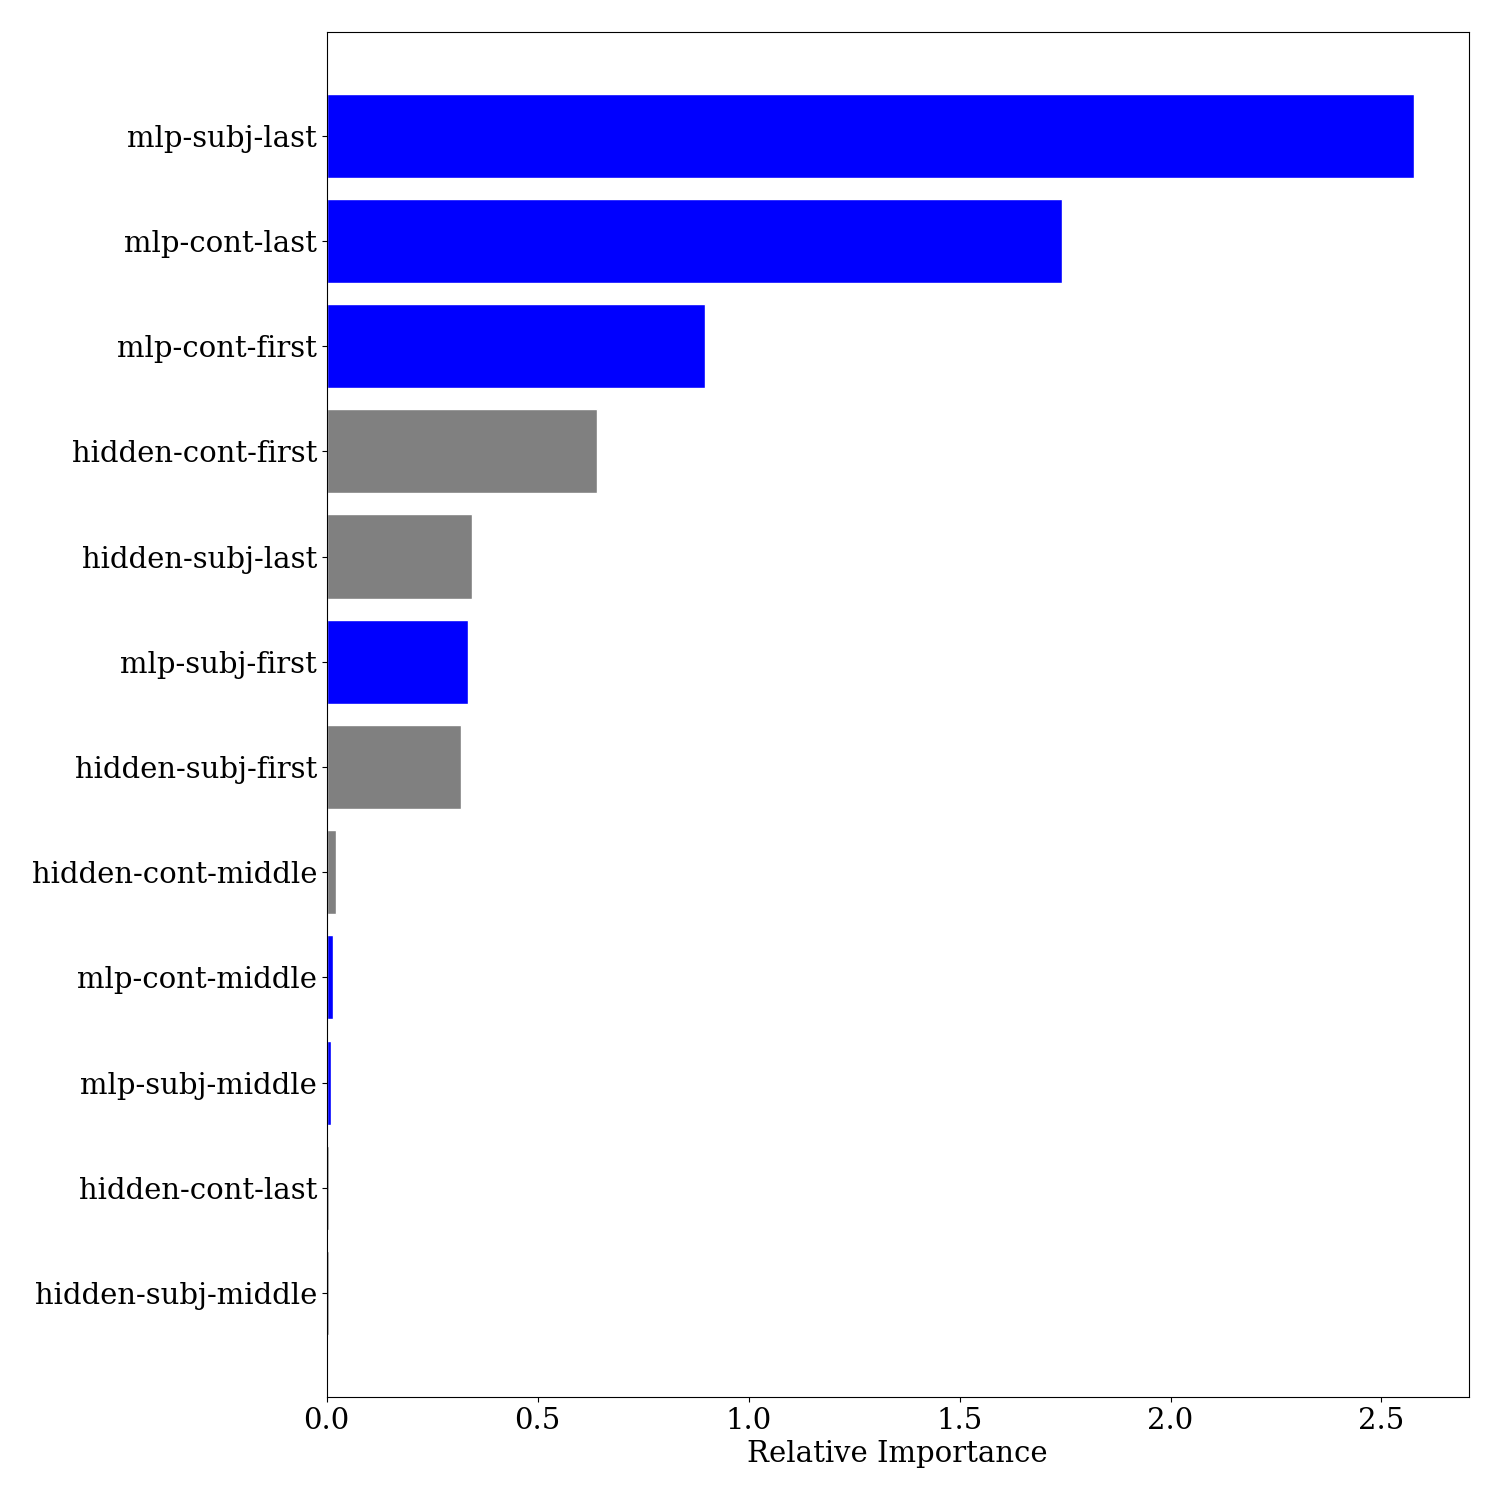 mlp-subj-last
mlp-cont-last
mlp-cont-first
hidden-cont-first
hidden-subj-last
mlp-subj-first
hidden-subj-first
hidden-cont-middle
mlp-cont-middle
mlp-subj-middle
hidden-cont-last
hidden-subj-middle
0.0 0.5 1.0 1.5 2.0 2.5
Relative Importance